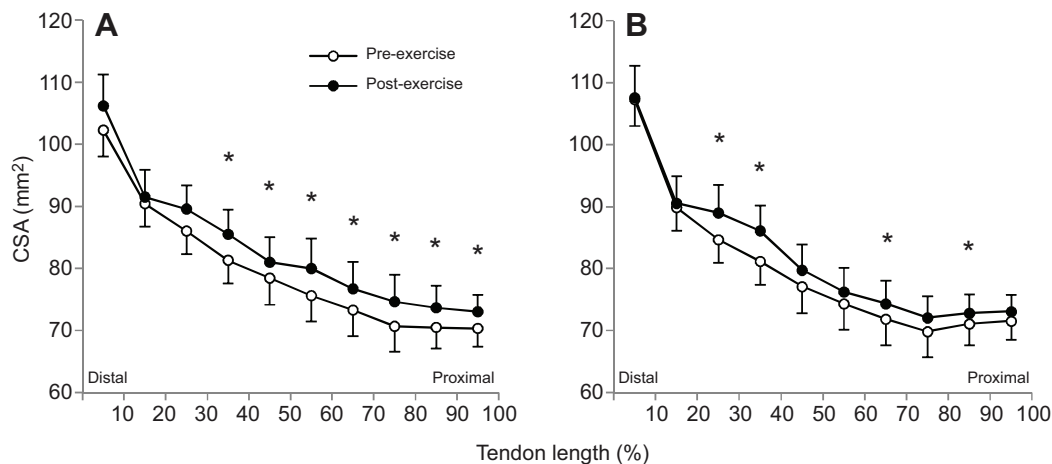 A
B
Pre-exercise
Post-exercise
CSA (mm²)
120
110
100
90
80
70
60
* * * * * * *
Distal
Proximal
10 20 30 40 50 60 70 80 90 100
120
110
100
90
80
70
60
* * * *
Distal
Proximal
10 20 30 40 50 60 70 80 90 100
Tendon length (%)